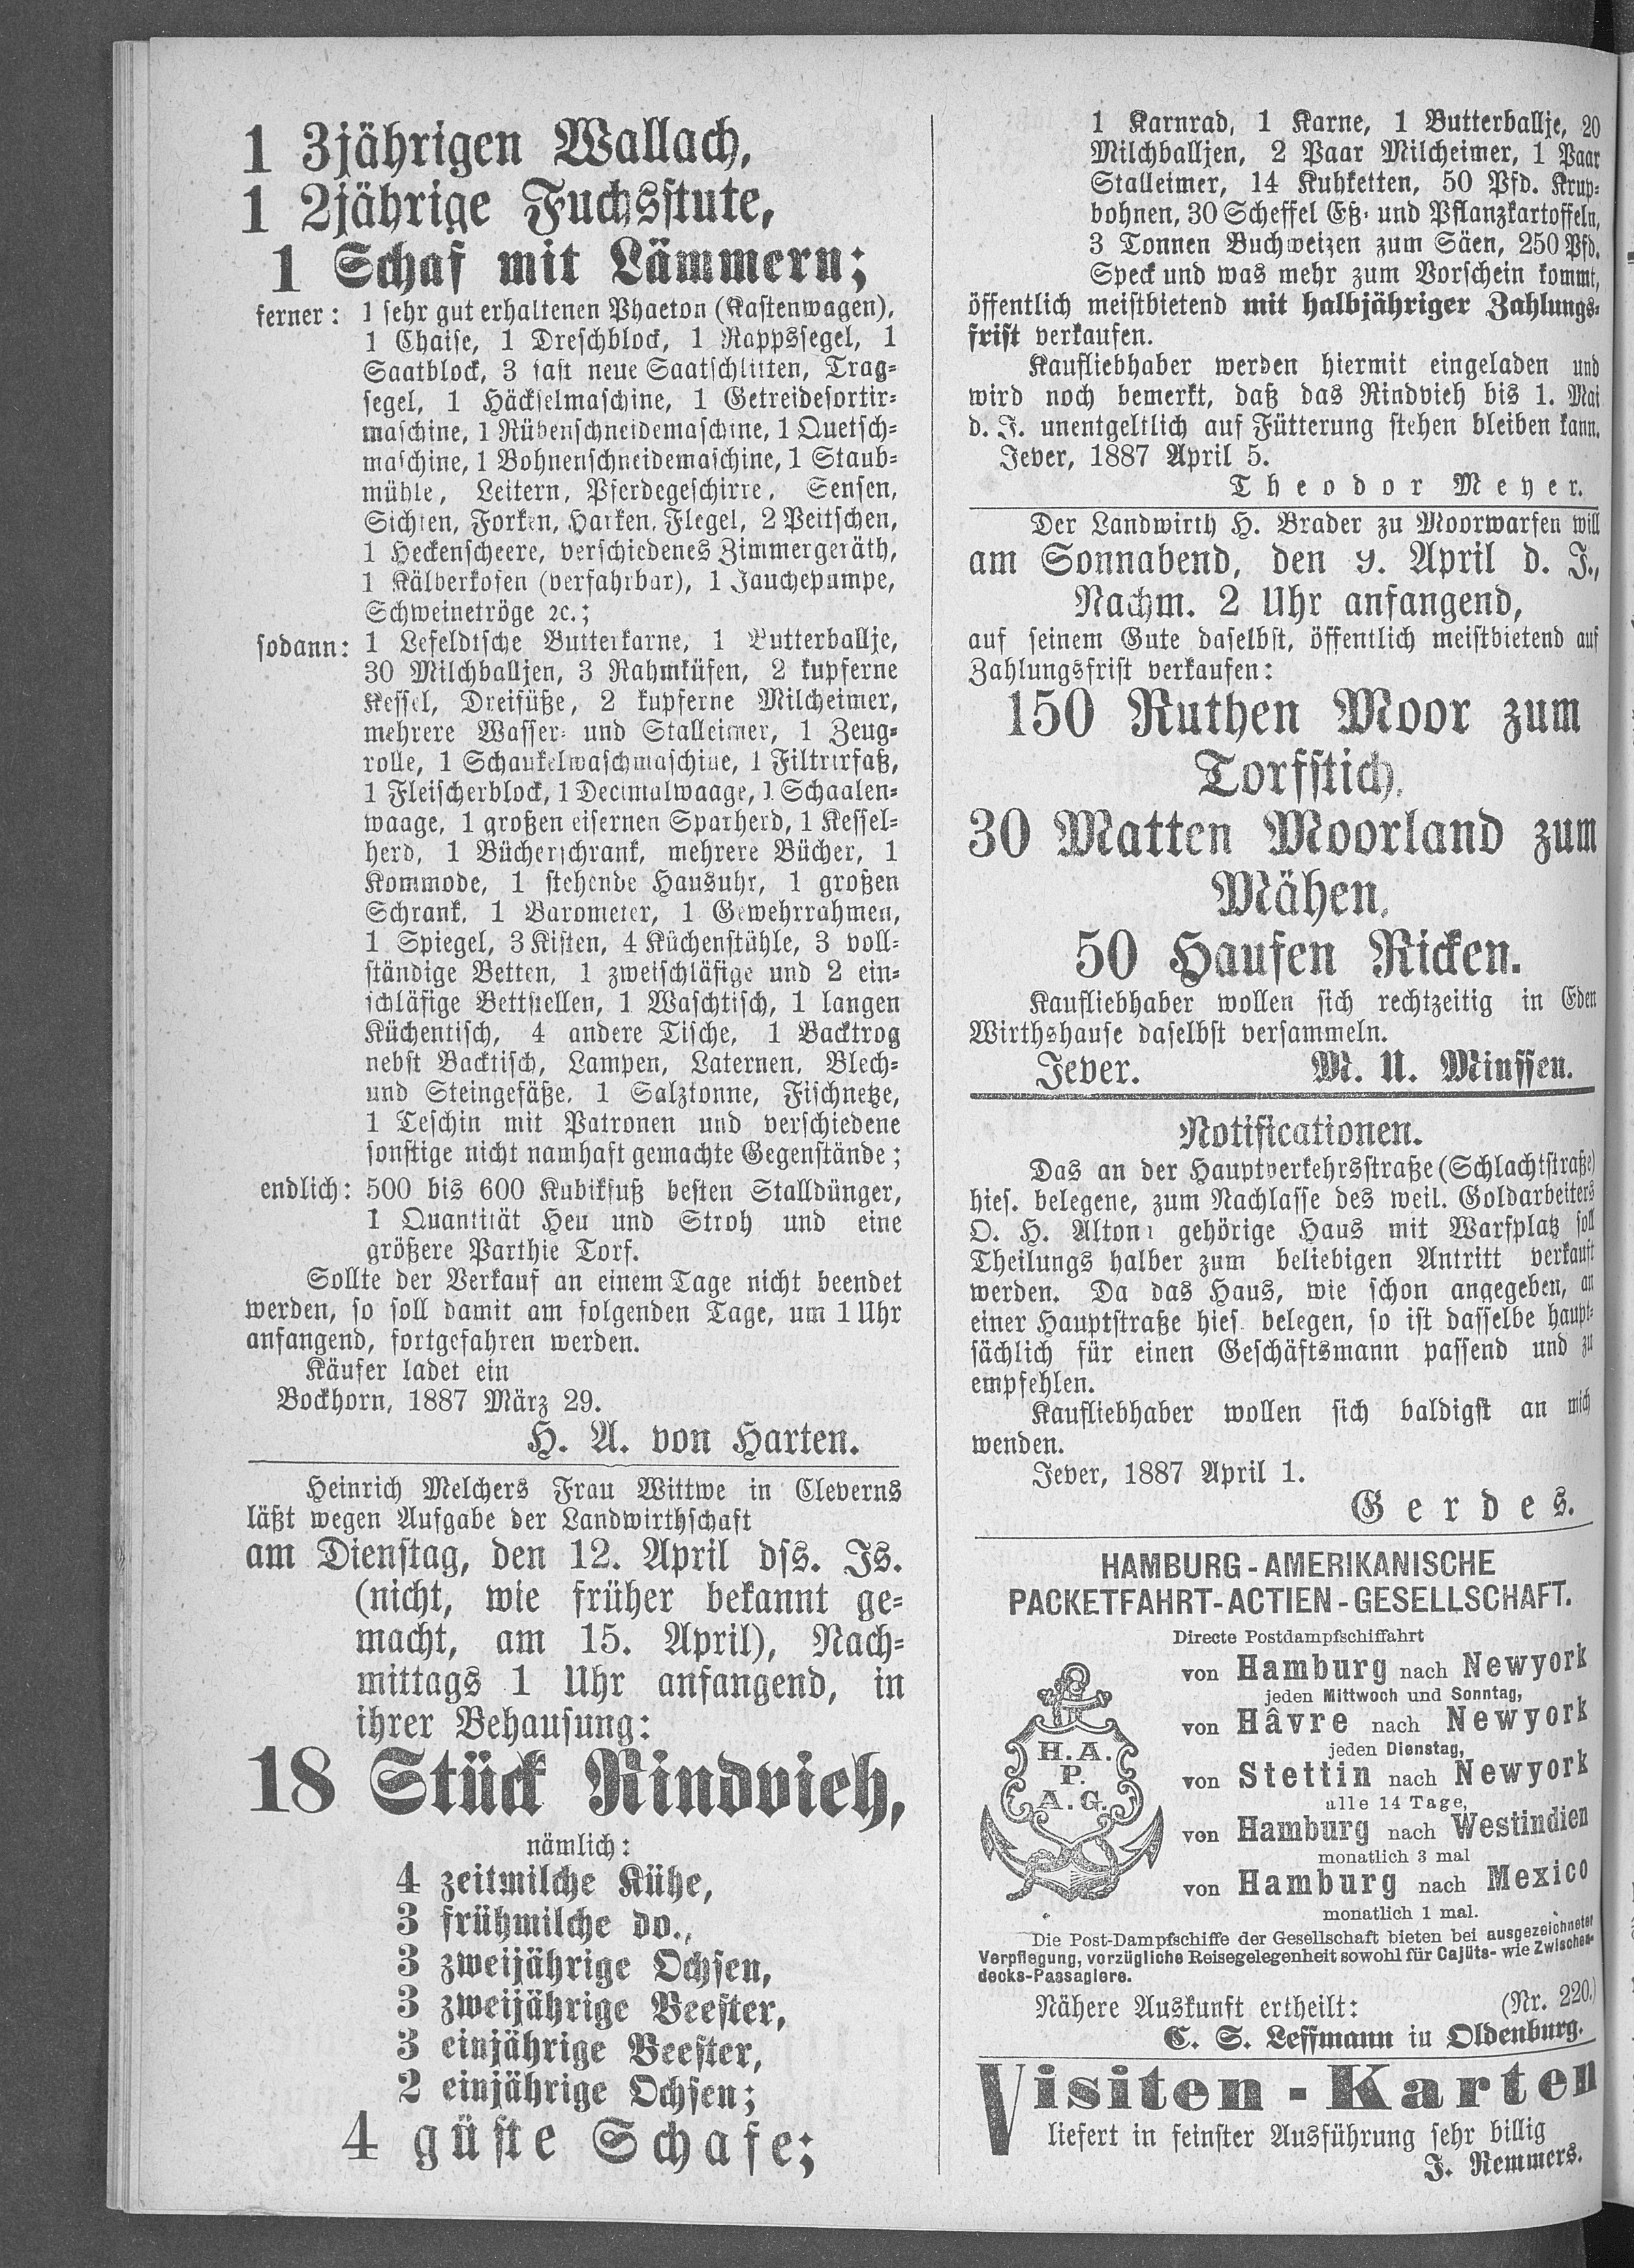 1 3jährigen Wallach,
1 2jährige Fuchsstute,
1 Schaf mit Lämmern;
ferner: 1 sehr gut erhaltenen Phaeton (Kastenwagen),
1 Chaise, 1 Dreschblock, 1 Rappssegel, 1
Saatblock, 3 fast neue Saatschlitten, Trag-
segel, 1 Häckselmaschine, 1 Getreidesortir-
maschine, 1 Rübenschneidemaschine, 1 Quetsch-
maschine, 1 Bohnenschneidemaschine, 1 Staub-
mühle, Leitern, Pferdegeschirre, Sensen,
Sichten, Forken, Harken, Flegel, 2 Peitschen,
1 Heckenscheere, verschiedenes Zimmergeräth,
1 Kälberkofen (verfahrbar), 1 Jauchepumpe,
Schweinetröge ꝛc.;
sodann: 1 Lefeldtsche Butterkarne, 1 Butterballje,
30 Milchballjen, 3 Rahmküfen, 2 kupferne
Kessel, Dreifüße, 2 kupferne Milcheimer,
mehrere Wasser- und Stalleimer, 1 Zeug-
rolle, 1 Schaukelwaschmaschine, 1 Filtrirfaß,
1 Fleischerblock, 1 Decimalwaage, 1 Schaalen-
waage, 1 großen eisernen Sparherd, 1 Kessel-
herd, 1 Bücherschrank, mehrere Bücher, 1
Kommode, 1 stehende Hausuhr, 1 großen
Schrank, 1 Barometer, 1 Gewehrrahmen,
1 Spiegel, 3 Kisten, 4 Küchenstühle, 3 voll-
ständige Betten, 1 zweischläfige und 2 ein-
schläfige Bettstellen, 1 Waschtisch, 1 langen
Küchentisch, 4 andere Tische, 1 Backtrog
nebst Backtisch, Lampen, Laternen, Blech-
und Steingefäße, 1 Salztonne, Fischnetze,
1 Teschin mit Patronen und verschiedene
sonstige nicht namhaft gemachte Gegenstände;
endlich: 500 bis 600 Kubikfuß besten Stalldünger,
1 Quantität Heu und Stroh und eine
größere Parthie Torf.
Sollte der Verkauf an einem Tage nicht beendet
werden, so soll damit am folgenden Tage, um 1 Uhr
anfangend, fortgefahren werden.
Käufer ladet ein
Bockhorn, 1887 März 29.
H. A. von Harten.
Heinrich Melchers Frau Wittwe in Cleverns
läßt wegen Aufgabe der Landwirthschaft
am Dienstag, den 12. April dss. Js.
(nicht, wie früher bekannt ge-
macht, am 15. April), Nach-
mittags 1 Uhr anfangend, in
ihrer Behausung:
18 Stück Rindvieh,
nämlich:
4 zeitmilche Kühe,
3 frühmilche do.,
3 zweijährige Ochsen,
3 zweijährige Beester,
3 einjährige Beester,
2 einjährige Ochsen;
4 güste Schafe;
1 Karnrad, 1 Karne, 1 Butterballje, 20
Milchballjen, 2 Paar Milcheimer, 1 Paar
Stalleimer, 14 Kuhketten, 50 Pfd. Krup-
bohnen, 30 Scheffel Eß- und Pflanzkartoffeln,
3 Tonnen Buchweizen zum Säen, 250 Pfd.
Speck und was mehr zum Vorschein kommt,
öffentlich meistbietend mit halbjähriger Zahlungs-
frist verkaufen.
Kaufliebhaber werden hiermit eingeladen und
wird noch bemerkt, daß das Rindvieh bis 1. Mai
d. J. unentgeltlich auf Fütterung stehen bleiben kann.
Jever, 1887 April 5.
Theodor Meyer.
Der Landwirth H. Brader zu Moorwarfen will
am Sonnabend, den 9. April d. J.,
Nachm. 2 Uhr anfangend,
auf seinem Gute daselbst, öffentlich meistbietend auf
Zahlungsfrist verkaufen:
150 Ruthen Moor zum
Torfstich,
30 Matten Moorland zum
Mähen,
50 Haufen Ricken.
Kaufliebhaber wollen sich rechtzeitig in Eden
Wirthshause daselbst versammeln.
Jever. M. U. Minssen.
Notificationen.
Das an der Hauptverkehrsstraße (Schlachtstraße)
hies. belegene, zum Nachlasse des weil. Goldarbeiters
O. H. Altona gehörige Haus mit Warfplatz soll
Theilungs halber zum beliebigen Antritt verkauft
werden. Da das Haus, wie schon angegeben, an
einer Hauptstraße hies. belegen, so ist dasselbe haupt-
sächlich für einen Geschäftsmann passend und zu
empfehlen.
Kaufliebhaber wollen sich baldigst an mich
wenden.
Jever, 1887 April 1.
Gerdes.
HAMBURG-AMERIKANISCHE
PACKETFAHRT-ACTIEN-GESELLSCHAFT.
Directe Postdampfschiffahrt
von Hamburg nach Newyork
jeden Mittwoch und Sonntag,
von Hâvre nach Newyork
jeden Dienstag,
von Stettin nach Newyork
alle 14 Tage,
von Hamburg nach Westindien
monatlich 3 mal
von Hamburg nach Mexico
monatlich 1 mal.
H. A.
P.
A. G.
Die Post-Dampfschiffe der Gesellschaft bieten bei ausgezeichneter
Verpflegung, vorzügliche Reisegelegenheit sowohl für Cajüts- wie Zwischen-
decks-Passagiere.
Nähere Auskunft ertheilt: (Nr. 220.)
C. S. Leffmann in Oldenburg.
Visiten-Karten
liefert in feinster Ausführung sehr billig
J. Remmers.